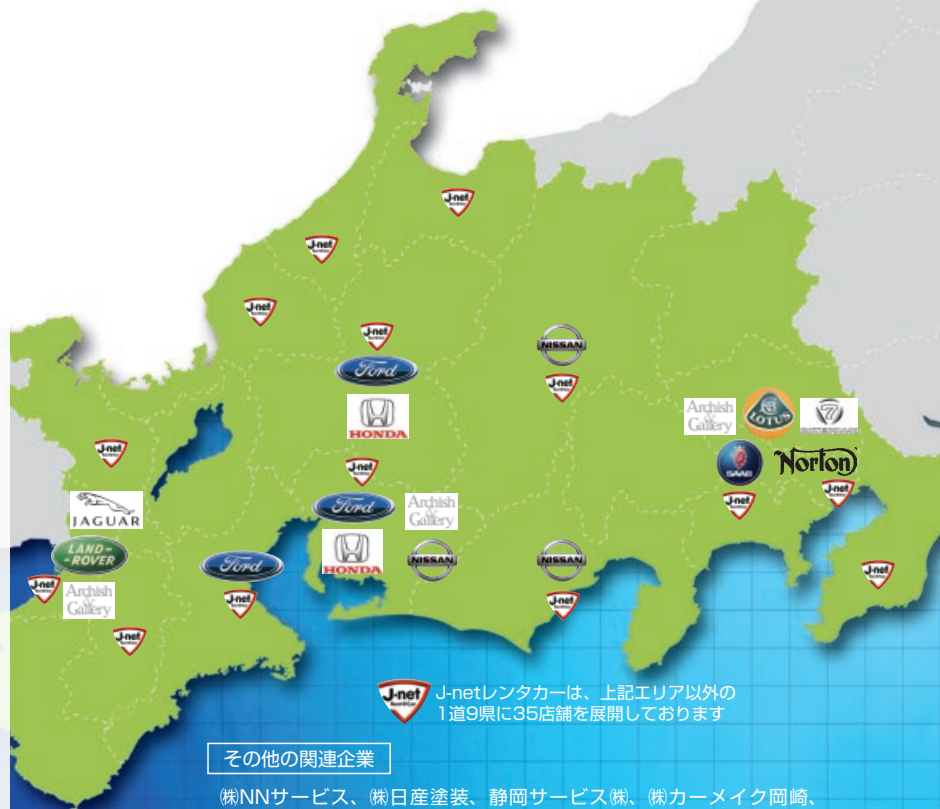 J-net
J-net
J-net
J-net
Ford
HONDA
NISSAN
J-net
Archish & Gallery
LOTUS
7
SAAB
Norton
J-net
J-net
J-net
J-net
JAGUAR
LAND-
-ROVER
J-net
Archish & Gallery
J-net
Ford
J-net
J-net
Ford
Archish & Gallery
HONDA
NISSAN
NISSAN
J-net
J-net
J-netレンタカーは、上記エリア以外の
1道9県に35店舗を展開しております
その他の関連企業
㈱NNサービス、㈱日産塗装、静岡サービス㈱、㈱カーメイク岡崎、